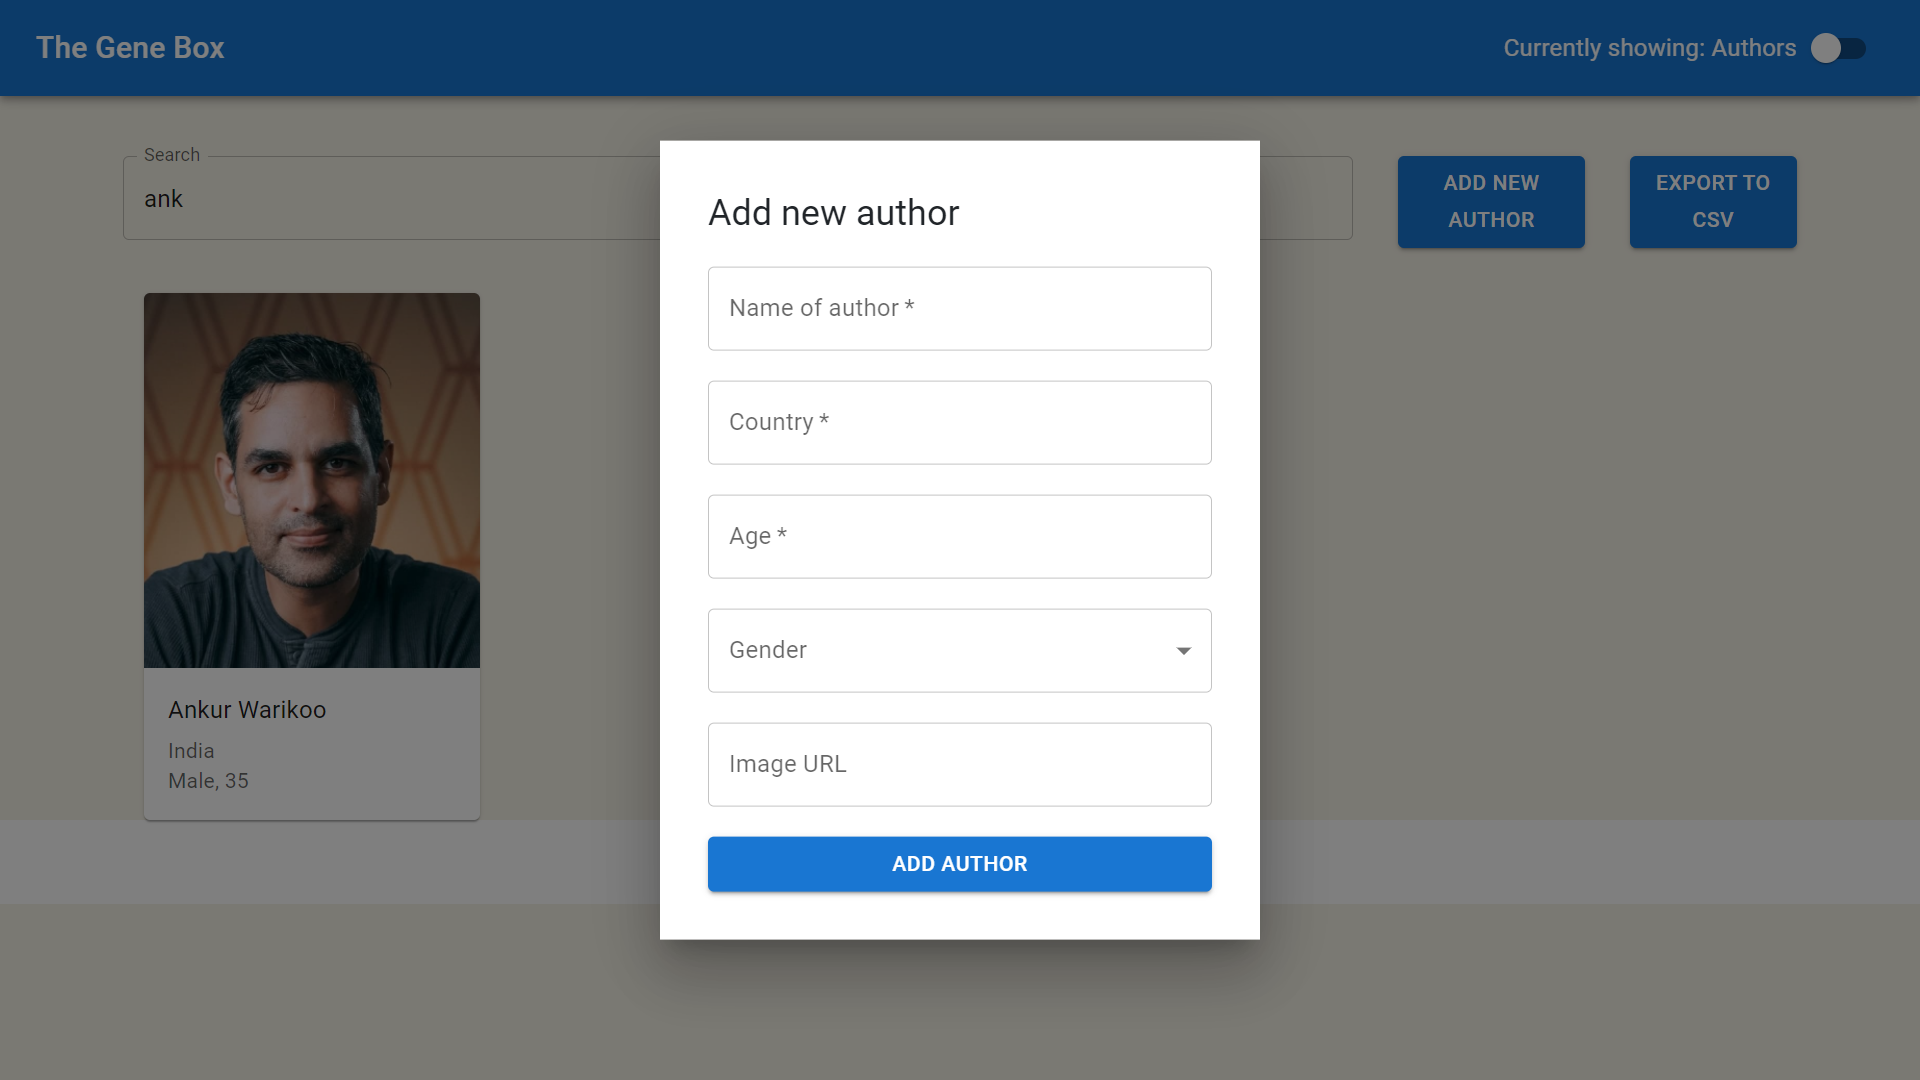 The Gene Box
Currently showing: Authors
Search
ank
ADD NEW
AUTHOR
EXPORT TO
CSV
Ankur Warikoo
India
Male, 35
Add new author
Name of author *
Country *
Age *
Gender
Image URL
ADD AUTHOR